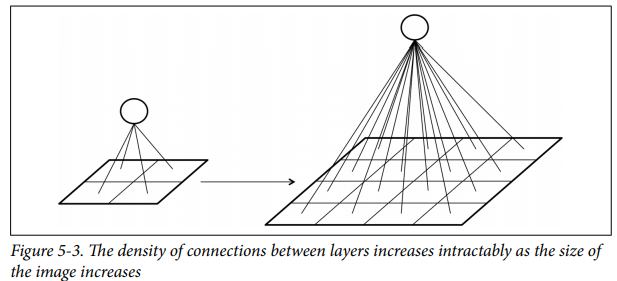 Figure 5-3. The density of connections between layers increases intractably as the size of
the image increases